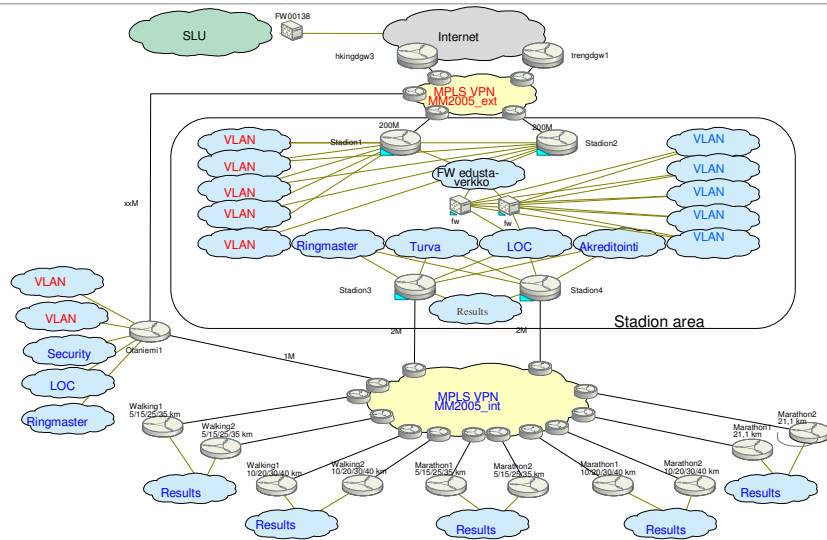 FW00138
SLU
Internet
hkingdgw3
trengdgw1
MPLS VPN
MM2005_ext
200M
200M
Stadion1
Stadion2
VLAN
VLAN
VLAN
VLAN
VLAN
VLAN
VLAN
VLAN
VLAN
VLAN
FW edusta-
verkko
fw
fw
xxM
Ringmaster
Turva
LOC
Akreditointi
Stadion3
Stadion4
Results
Stadion area
2M
2M
VLAN
VLAN
Security
LOC
Ringmaster
Otaniemi1
1M
MPLS VPN
MM2005_int
Walking1
5/15/25/35 km
Walking2
5/15/25/35 km
Results
Walking1
10/20/30/40 km
Walking2
10/20/30/40 km
Results
Marathon1
5/15/25/35 km
Marathon2
5/15/25/35 km
Results
Marathon1
10/20/30/40 km
Marathon2
10/20/30/40 km
Results
Marathon1
21,1 km
Marathon2
21,1 km
Results